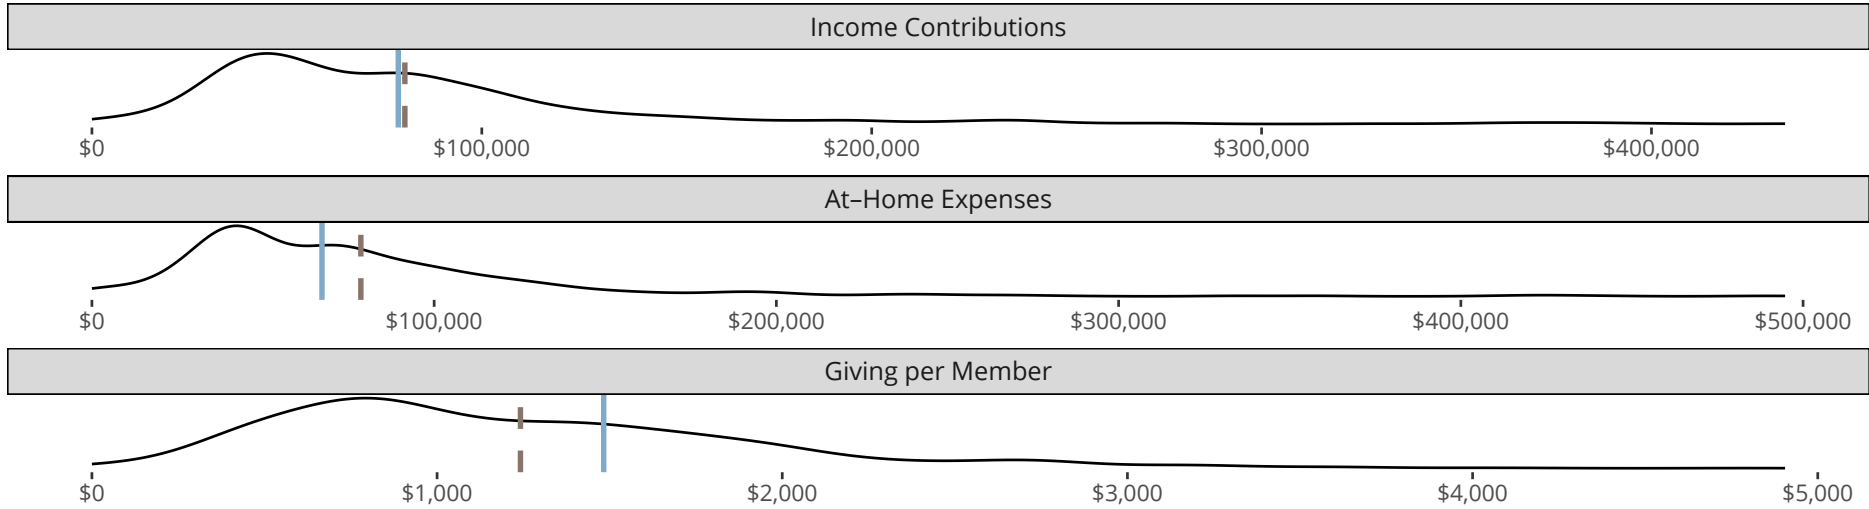 Income Contributions
$0 $100,000 $200,000 $300,000 $400,000
At–Home Expenses
$0 $100,000 $200,000 $300,000 $400,000 $500,000
Giving per Member
$0 $1,000 $2,000 $3,000 $4,000 $5,000